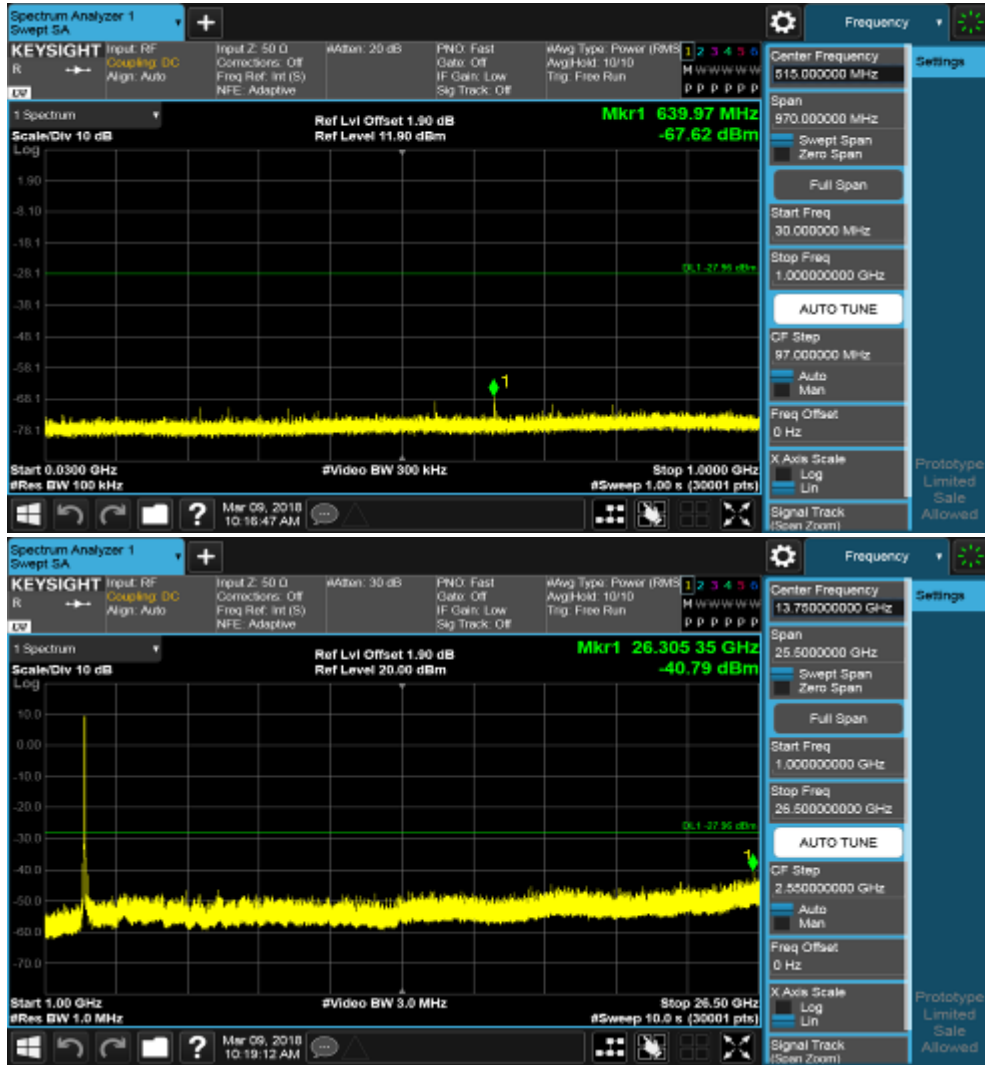 Spectrum Analyzer 1
Swept SA
+
Frequency
KEYSIGHT
R
Input: RF
Coupling: DC
Align: Auto
Input Z: 50 Ω
Corrections: Off
Freq Ref: Int (S)
NFE: Adaptive
#Atten: 20 dB
PNO: Fast
Gate: Off
IF Gain: Low
Sig Track: Off
#Avg Type: Power (RMS
Avg|Hold: 10/10
Trig: Free Run
1 2 3 4 5 6
M W W W W W
P P P P P P
1 Spectrum
Scale/Div 10 dB
Log
Ref Lvl Offset 1.90 dB
Ref Level 11.90 dBm
Mkr1 639.97 MHz
-67.62 dBm
1.90
-8.10
-18.1
-28.1
DL1 -27.96 dBm
-38.1
-48.1
-58.1
-68.1
-78.1
1
Start 0.0300 GHz
#Res BW 100 kHz
#Video BW 300 kHz
Stop 1.0000 GHz
#Sweep 1.00 s (30001 pts)
Mar 09, 2018
10:16:47 AM
?
Center Frequency
515.000000 MHz
Settings
Span
970.000000 MHz
Swept Span
Zero Span
Full Span
Start Freq
30.000000 MHz
Stop Freq
1.000000000 GHz
AUTO TUNE
CF Step
97.000000 MHz
Auto
Man
Freq Offset
0 Hz
X Axis Scale
Log
Lin
Signal Track
(Span Zoom)
Prototype
Limited
Sale
Allowed
Spectrum Analyzer 1
Swept SA
+
Frequency
KEYSIGHT
R
Input: RF
Coupling: DC
Align: Auto
Input Z: 50 Ω
Corrections: Off
Freq Ref: Int (S)
NFE: Adaptive
#Atten: 30 dB
PNO: Fast
Gate: Off
IF Gain: Low
Sig Track: Off
#Avg Type: Power (RMS
Avg|Hold: 10/10
Trig: Free Run
1 2 3 4 5 6
M W W W W W
P P P P P P
1 Spectrum
Scale/Div 10 dB
Log
Ref Lvl Offset 1.90 dB
Ref Level 20.00 dBm
Mkr1 26.305 35 GHz
-40.79 dBm
10.0
0.00
-10.0
-20.0
DL1 -27.96 dBm
-30.0
-40.0
-50.0
-60.0
-70.0
1
Start 1.00 GHz
#Res BW 1.0 MHz
#Video BW 3.0 MHz
Stop 26.50 GHz
#Sweep 10.0 s (30001 pts)
Mar 09, 2018
10:19:12 AM
?
Center Frequency
13.750000000 GHz
Settings
Span
25.5000000 GHz
Swept Span
Zero Span
Full Span
Start Freq
1.000000000 GHz
Stop Freq
26.500000000 GHz
AUTO TUNE
CF Step
2.550000000 GHz
Auto
Man
Freq Offset
0 Hz
X Axis Scale
Log
Lin
Signal Track
(Span Zoom)
Prototype
Limited
Sale
Allowed